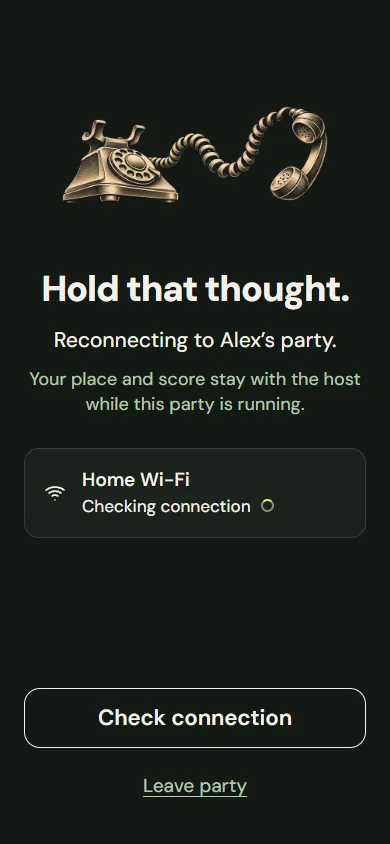 Hold that thought.
Reconnecting to Alex’s party.
Your place and score stay with the host
while this party is running.
Home Wi-Fi
Checking connection
Check connection
Leave party